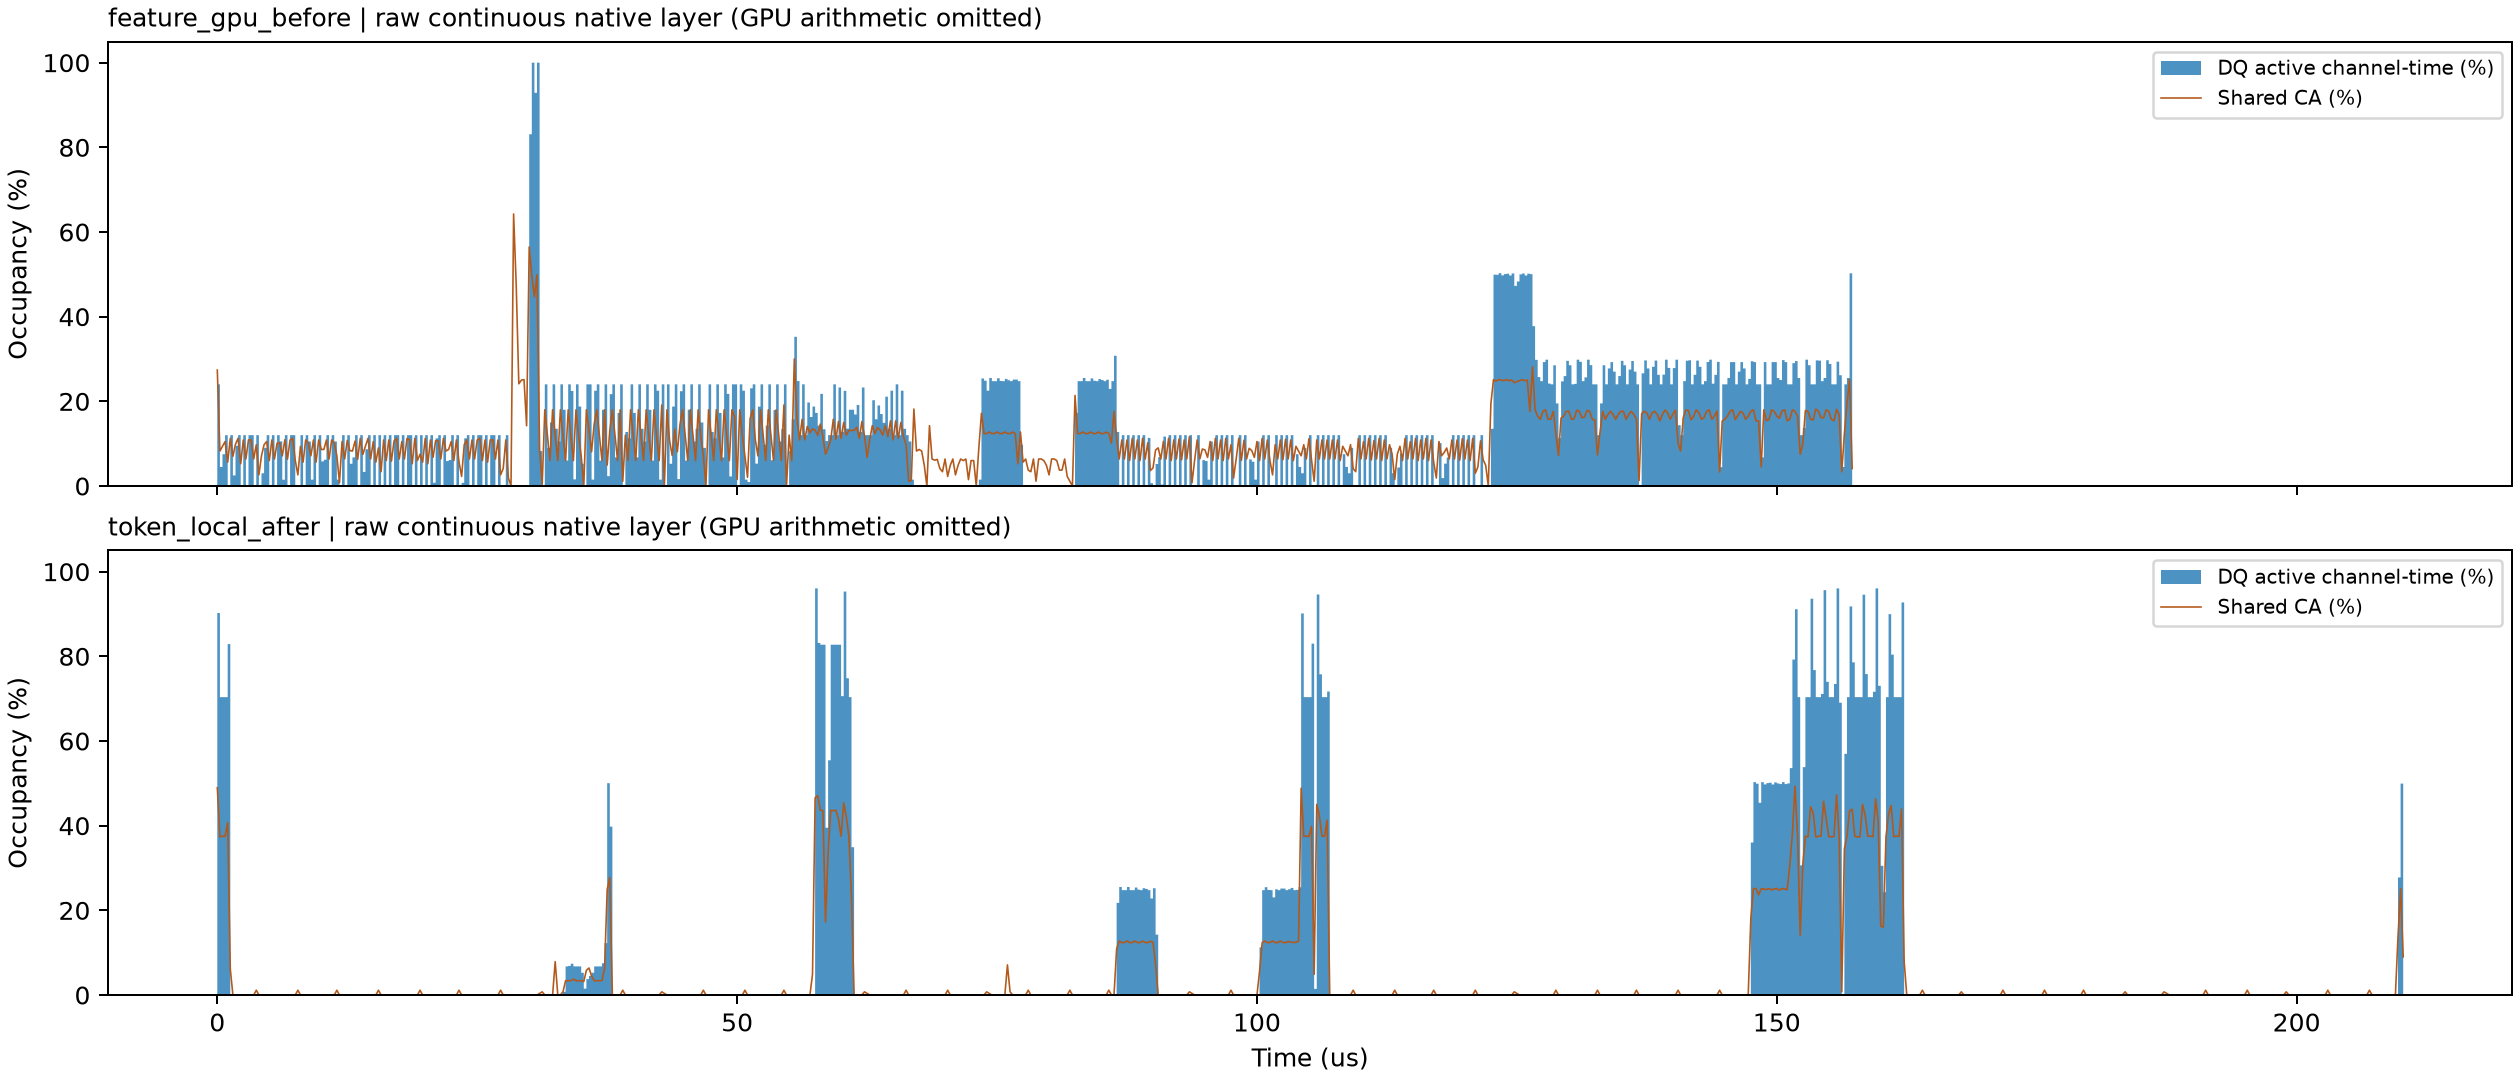 feature_gpu_before | raw continuous native layer (GPU arithmetic omitted)
100
80
60
40
20
0
Occupancy (%)
DQ active channel-time (%)
Shared CA (%)
token_local_after | raw continuous native layer (GPU arithmetic omitted)
100
80
60
40
20
0
Occupancy (%)
DQ active channel-time (%)
Shared CA (%)
0 50 100 150 200
Time (us)